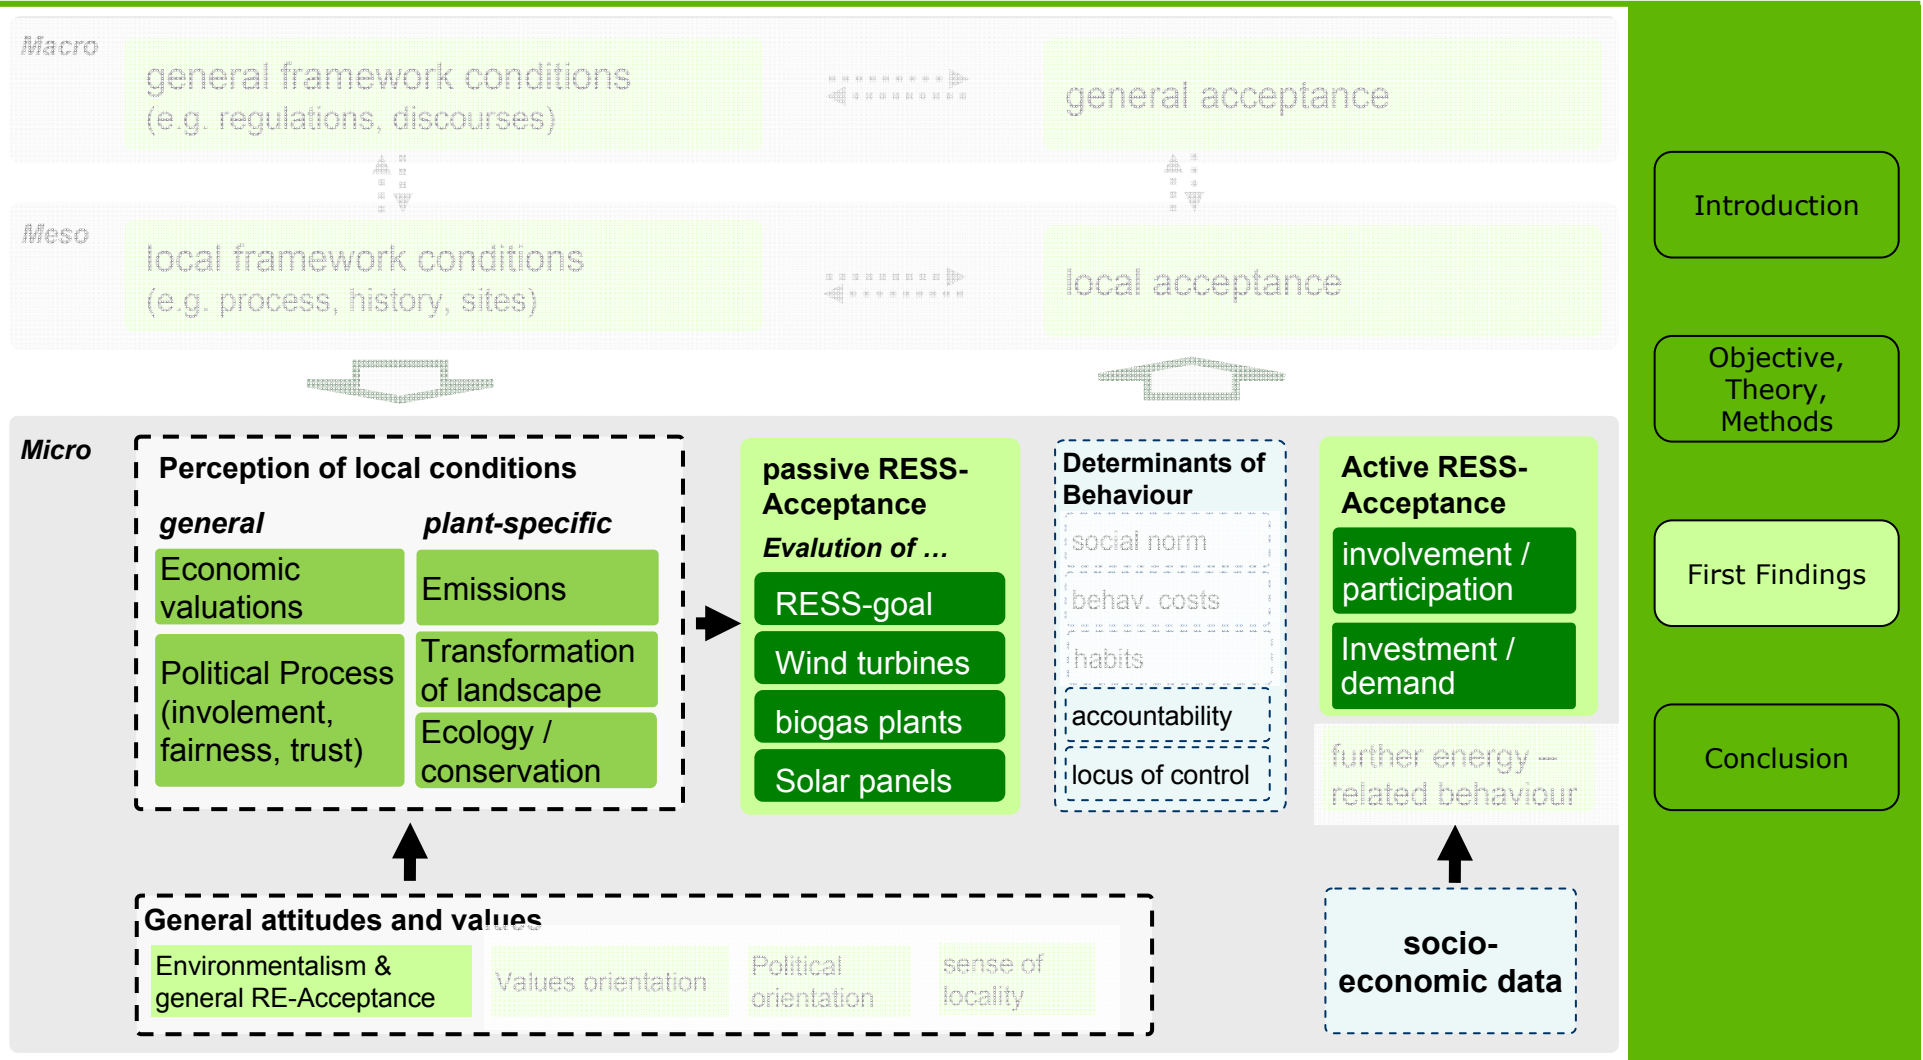 Macro
general framework conditions
(e.g. regulations, discourses)
general acceptance
Meso
local framework conditions
(e.g. process, history, sites)
local acceptance
Micro
Perception of local conditions
general
plant-specific
Economic
valuations
Political Process
(involement,
fairness, trust)
Emissions
Transformation
of landscape
Ecology /
conservation
passive RESS-
Acceptance
Evalution of ...
RESS-goal
Wind turbines
biogas plants
Solar panels
Determinants of
Behaviour
social norm
behav. costs
habits
accountability
locus of control
Active RESS-
Acceptance
involvement /
participation
Investment /
demand
further energy –
related behaviour
General attitudes and values
Environmentalism &
general RE-Acceptance
Values orientation
Political
orientation
sense of
locality
socio-
economic data
Introduction
Objective,
Theory,
Methods
First Findings
Conclusion